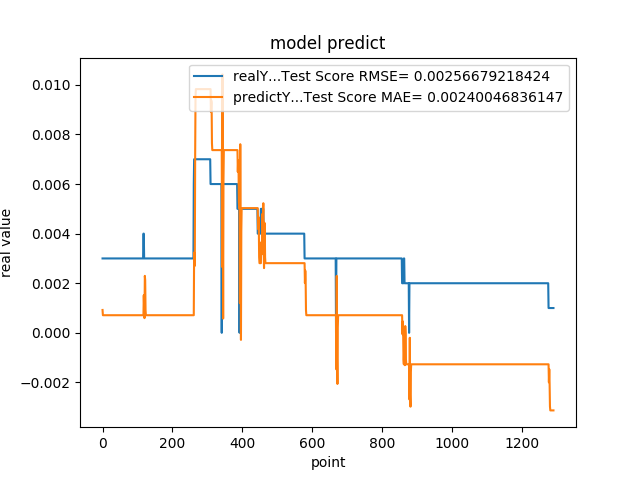 model predict
realY...Test Score RMSE= 0.00256679218424
predictY...Test Score MAE= 0.00240046836147
real value
0.010
0.008
0.006
0.004
0.002
0.000
−0.002
0 200 400 600 800 1000 1200
point